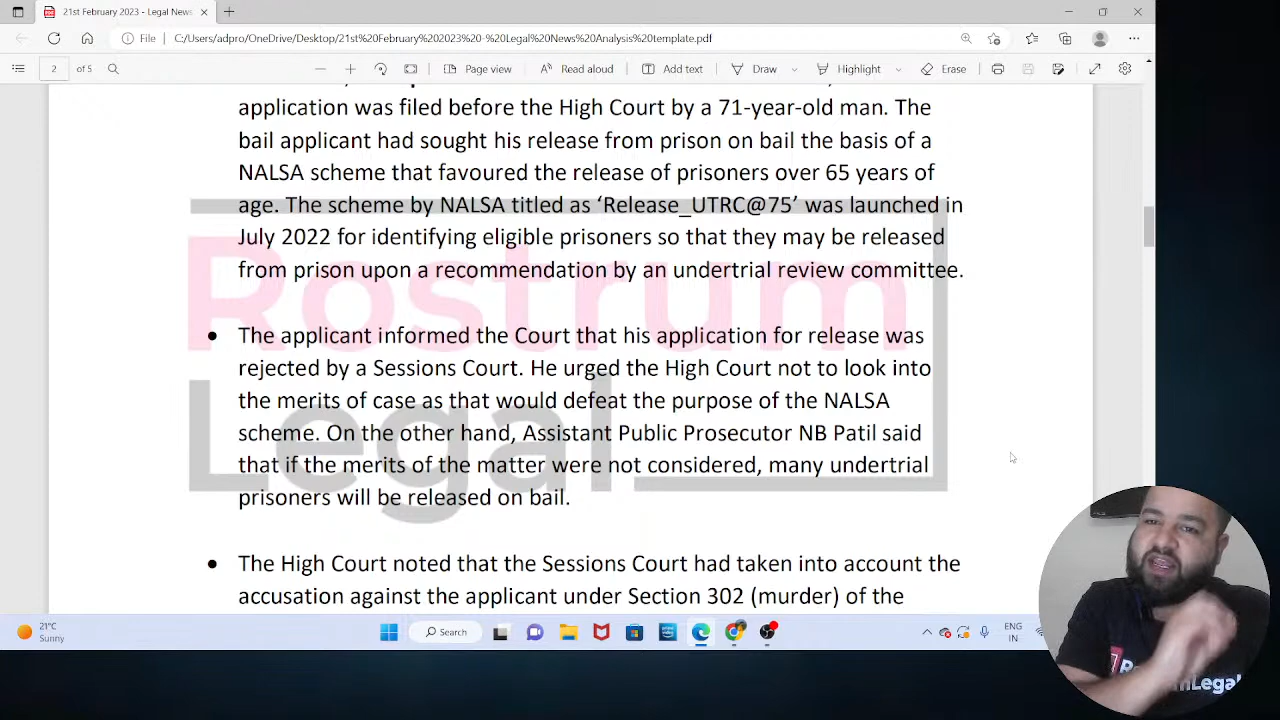 21st February 2023 - Legal News
File
C:/Users/adpro/OneDrive/Desktop/21st%20February%202023%20-%20Legal%20News%20Analysis%20template.pdf
2 of 5
Page view
Read aloud
Add text
Draw
Highlight
Erase
application was filed before the High Court by a 71-year-old man. The
bail applicant had sought his release from prison on bail the basis of a
NALSA scheme that favoured the release of prisoners over 65 years of
age. The scheme by NALSA titled as ‘Release_UTRC@75’ was launched in
July 2022 for identifying eligible prisoners so that they may be released
from prison upon a recommendation by an undertrial review committee.
• The applicant informed the Court that his application for release was
rejected by a Sessions Court. He urged the High Court not to look into
the merits of case as that would defeat the purpose of the NALSA
scheme. On the other hand, Assistant Public Prosecutor NB Patil said
that if the merits of the matter were not considered, many undertrial
prisoners will be released on bail.
• The High Court noted that the Sessions Court had taken into account the
accusation against the applicant under Section 302 (murder) of the
Rostrum
Legal
21°C
Sunny
Search
ENG
IN